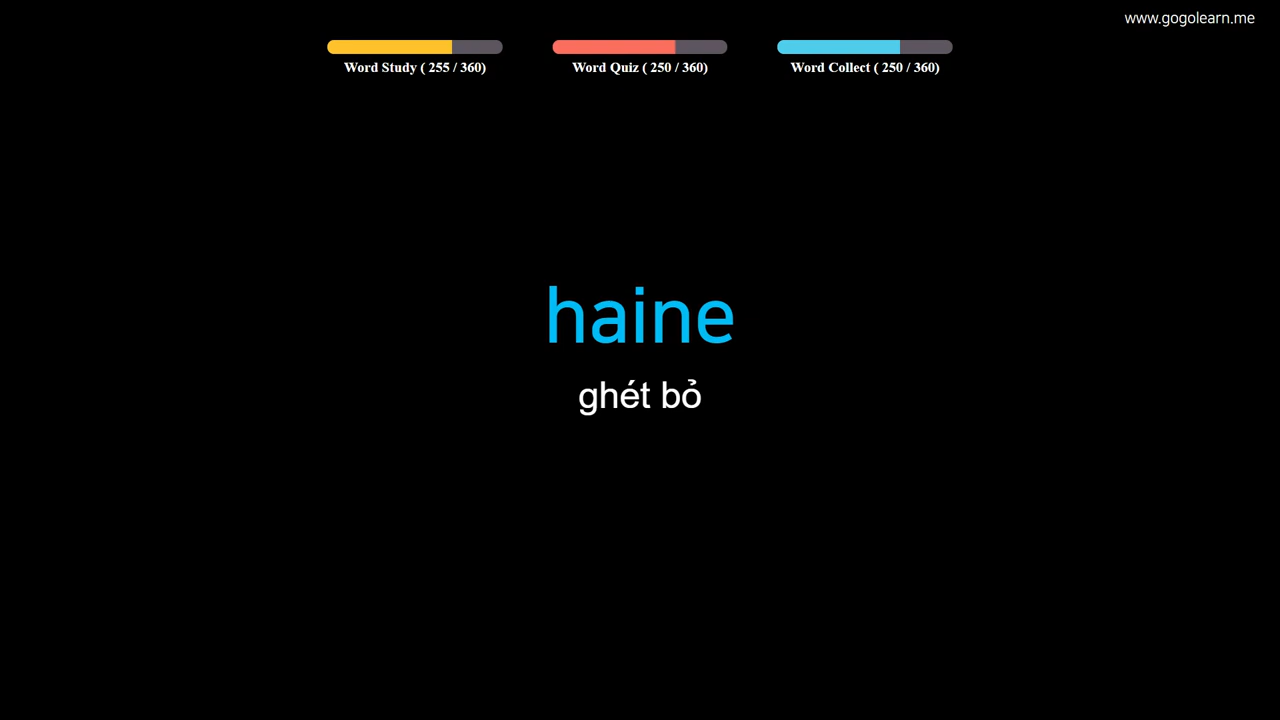 www.gogolearn.me
Word Study ( 255 / 360)
Word Quiz ( 250 / 360)
Word Collect ( 250 / 360)
haine
ghét bỏ